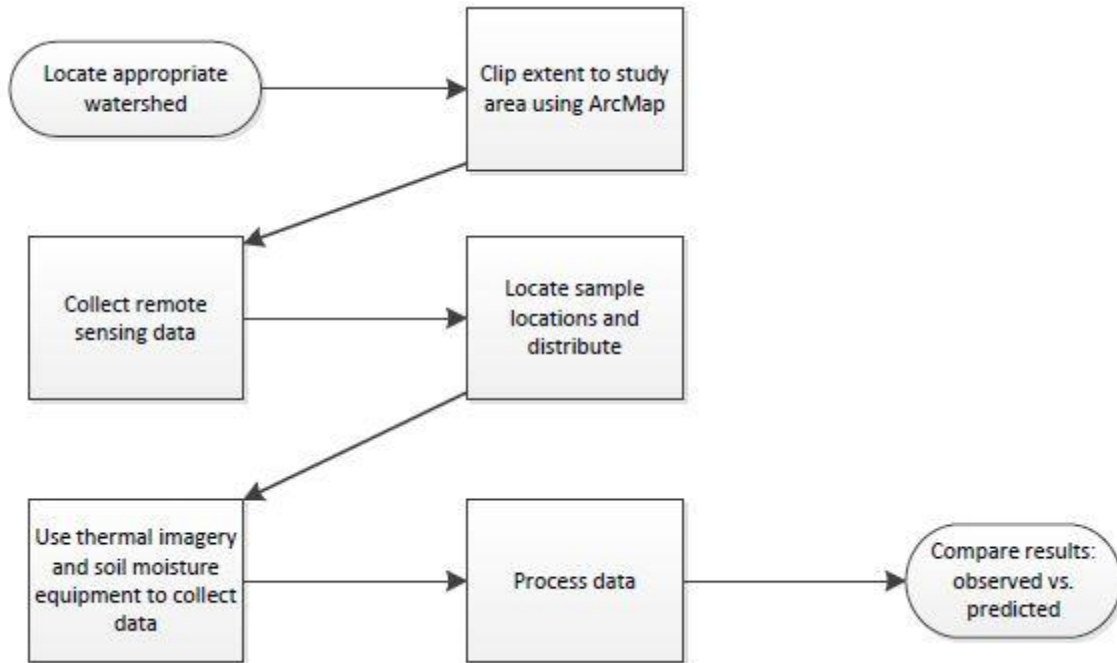 Locate appropriate
watershed
Clip extent to study
area using ArcMap
Collect remote
sensing data
Locate sample
locations and
distribute
Use thermal imagery
and soil moisture
equipment to collect
data
Process data
Compare results:
observed vs.
predicted